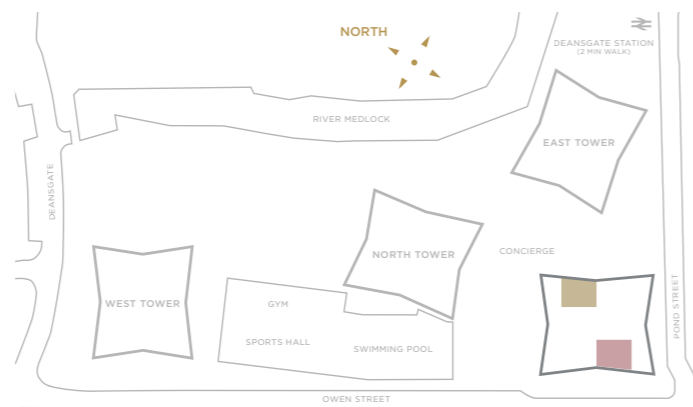 NORTH
DEANSGATE STATION
(2 MIN WALK)
RIVER MEDLOCK
EAST TOWER
DEANSGATE
NORTH TOWER
CONCIERGE
WEST TOWER
GYM
POND STREET
SPORTS HALL
SWIMMING POOL
OWEN STREET